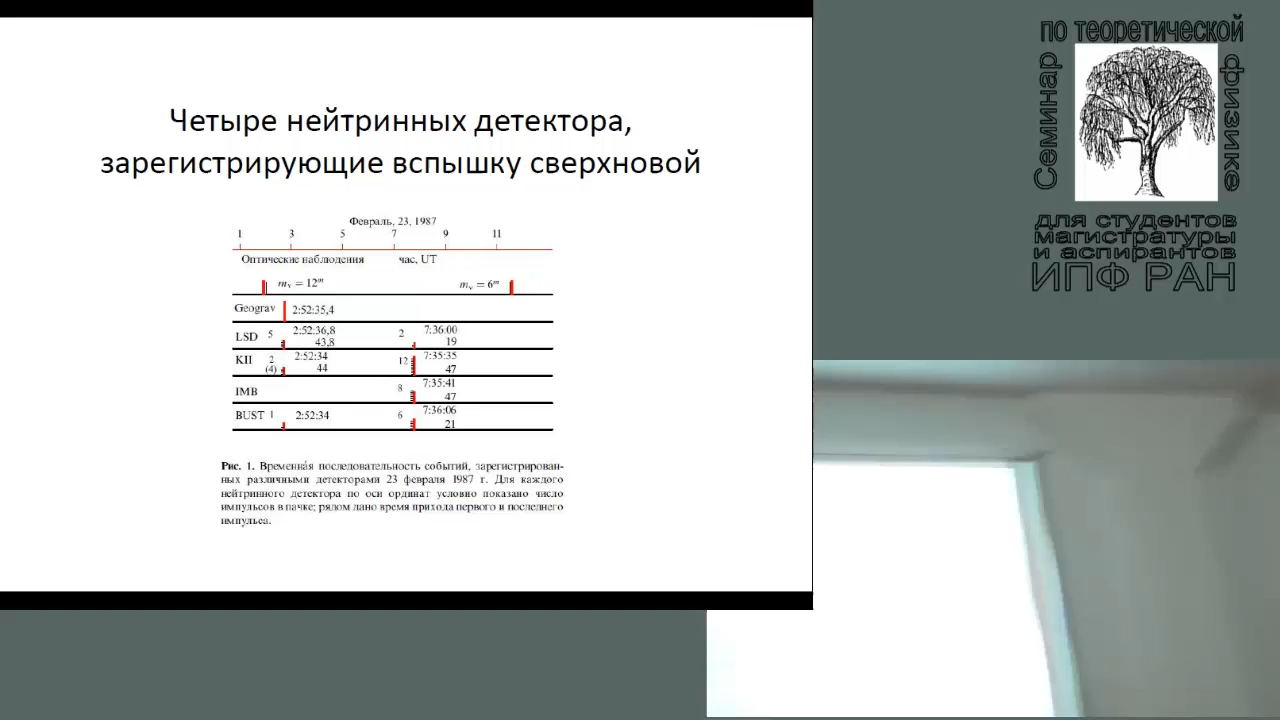 Четыре нейтринных детектора,
зарегистрирующие вспышку сверхновой
Февраль, 23, 1987
1 3 5 7 9 11
Оптические наблюдения час, UT
mv = 12m mv = 6m
Geograv 2:52:35,4
LSD 5 2:52:36,8 2 7:36:00
43,8 19
KII 2 2:52:34 12 7:35:35
(4) 44 47
IMB 8 7:35:41
47
BUST 1 2:52:34 6 7:36:06
21
Рис. 1. Временная последовательность событий, зарегистрирован-
ных различными детекторами 23 февраля 1987 г. Для каждого
нейтринного детектора по оси ординат условно показано число
импульсов в пачке; рядом дано время прихода первого и последнего
импульса.
Семинар
по теоретической
физике
для студентов
магистратуры
и аспирантов
ИПФ РАН